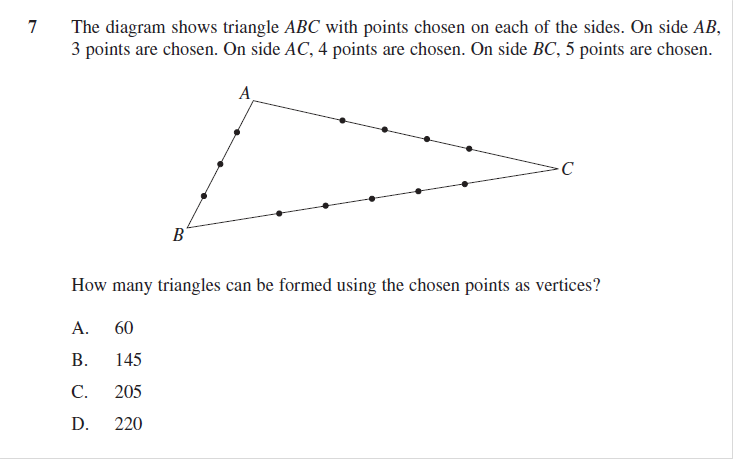 7 The diagram shows triangle ABC with points chosen on each of the sides. On side AB,
3 points are chosen. On side AC, 4 points are chosen. On side BC, 5 points are chosen.
A
C
B
How many triangles can be formed using the chosen points as vertices?
A. 60
B. 145
C. 205
D. 220